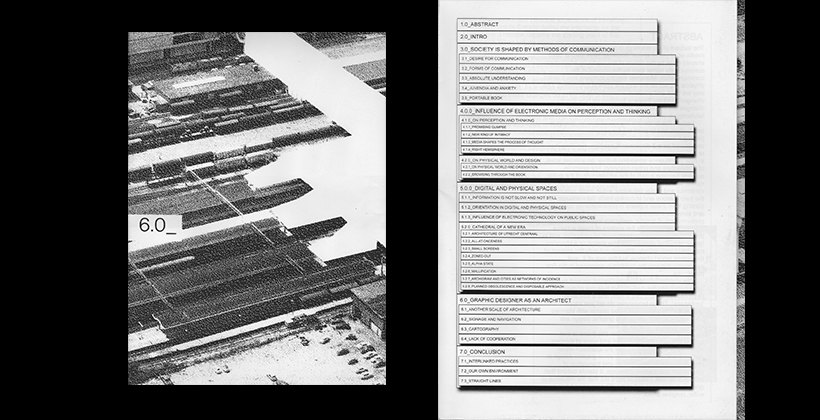 6.0_
1.0_ABSTRACT
2.0_INTRO
3.0_SOCIETY IS SHAPED BY METHODS OF COMMUNICATION
3.1_DESIRE FOR COMMUNICATION
3.2_FORMS OF COMMUNICATION
3.3_ABSOLUTE UNDERSTANDING
3.4_JUVENOIA AND ANXIETY
3.5_PORTABLE BOOK
4.0.0_INFLUENCE OF ELECTRONIC MEDIA ON PERCEPTION AND THINKING
4.1.0_ON PERCEPTION AND THINKING
4.1.1_PROMISING GLIMPSE
4.1.2_NEW KIND OF INTIMACY
4.1.3_MEDIA SHAPES THE PROCESS OF THOUGHT
4.1.4_RIGHT HEMISPHERE
4.2.0_ON PHYSICAL WORLD AND DESIGN
4.2.1_ON PHYSICAL WORLD AND ORIENTATION
4.2.2_BROWSING THROUGH THE BOOK
5.0.0_DIGITAL AND PHYSICAL SPACES
5.1.1_INFORMATION IS NOT SLOW AND NOT STILL
5.1.2_ORIENTATION IN DIGITAL AND PHYSICAL SPACES
5.1.3_INFLUENCE OF ELECTRONIC TECHNOLOGY ON PUBLIC SPACES
5.2.0_CATHEDRAL OF A NEW ERA
5.2.1_ARCHITECTURE OF UTRECHT CENTRAAL
5.2.2_ALL-AT-ONCENESS
5.2.3_SMALL SCREENS
5.2.4_ZONED OUT
5.2.5_ALPHA STATE
5.2.6_MALLIFICATION
5.2.7_ARCHIGRAM AND CITIES AS NETWORKS OF INCIDENCE
5.2.8_PLANNED OBSOLESCENCE AND DISPOSABLE APPROACH
6.0_GRAPHIC DESIGNER AS AN ARCHITECT
6.1_ANOTHER SCALE OF ARCHITECTURE
6.2_SIGNAGE AND NAVIGATION
6.3_CARTOGRAPHY
6.4_LACK OF COOPERATION
7.0_CONCLUSION
7.1_INTERLINKED PRACTICES
7.2_OUR OWN ENVIRONMENT
7.3_STRAIGHT LINES